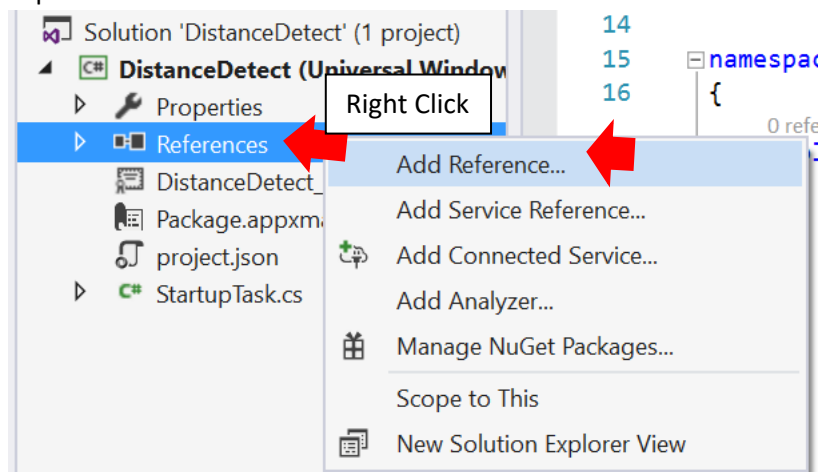 Solution 'DistanceDetect' (1 project)
DistanceDetect (Universal Window
Properties
References
DistanceDetect_
Package.appxma
project.json
C# StartupTask.cs
Right Click
Add Reference...
Add Service Reference...
Add Connected Service...
Add Analyzer...
Manage NuGet Packages...
Scope to This
New Solution Explorer View
14
15 namespac
16 {
0 refe